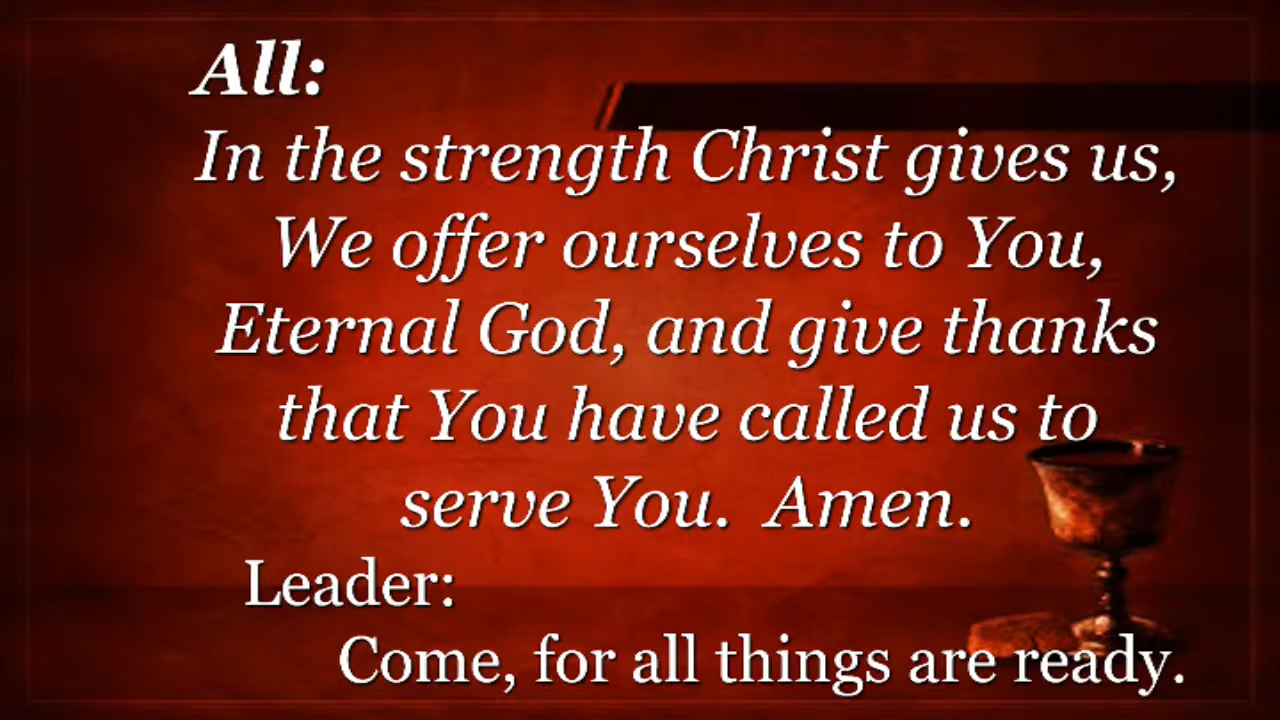 All:
In the strength Christ gives us,
We offer ourselves to You,
Eternal God, and give thanks
that You have called us to
serve You.  Amen.
Leader:
Come, for all things are ready.